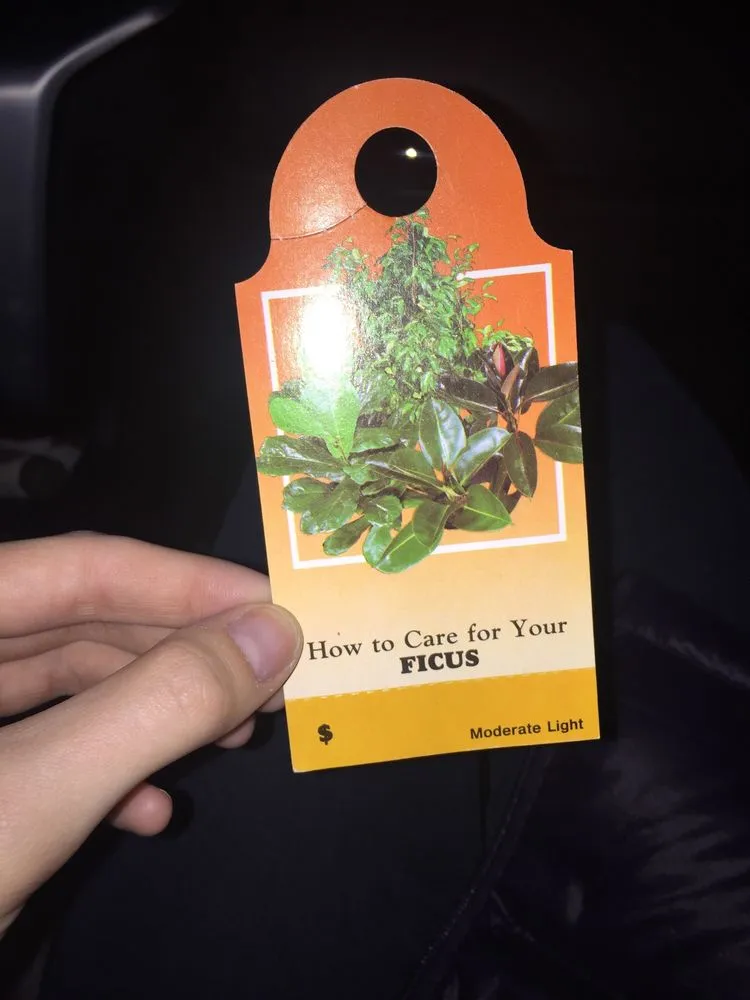 How to Care for Your
FICUS
$
Moderate Light